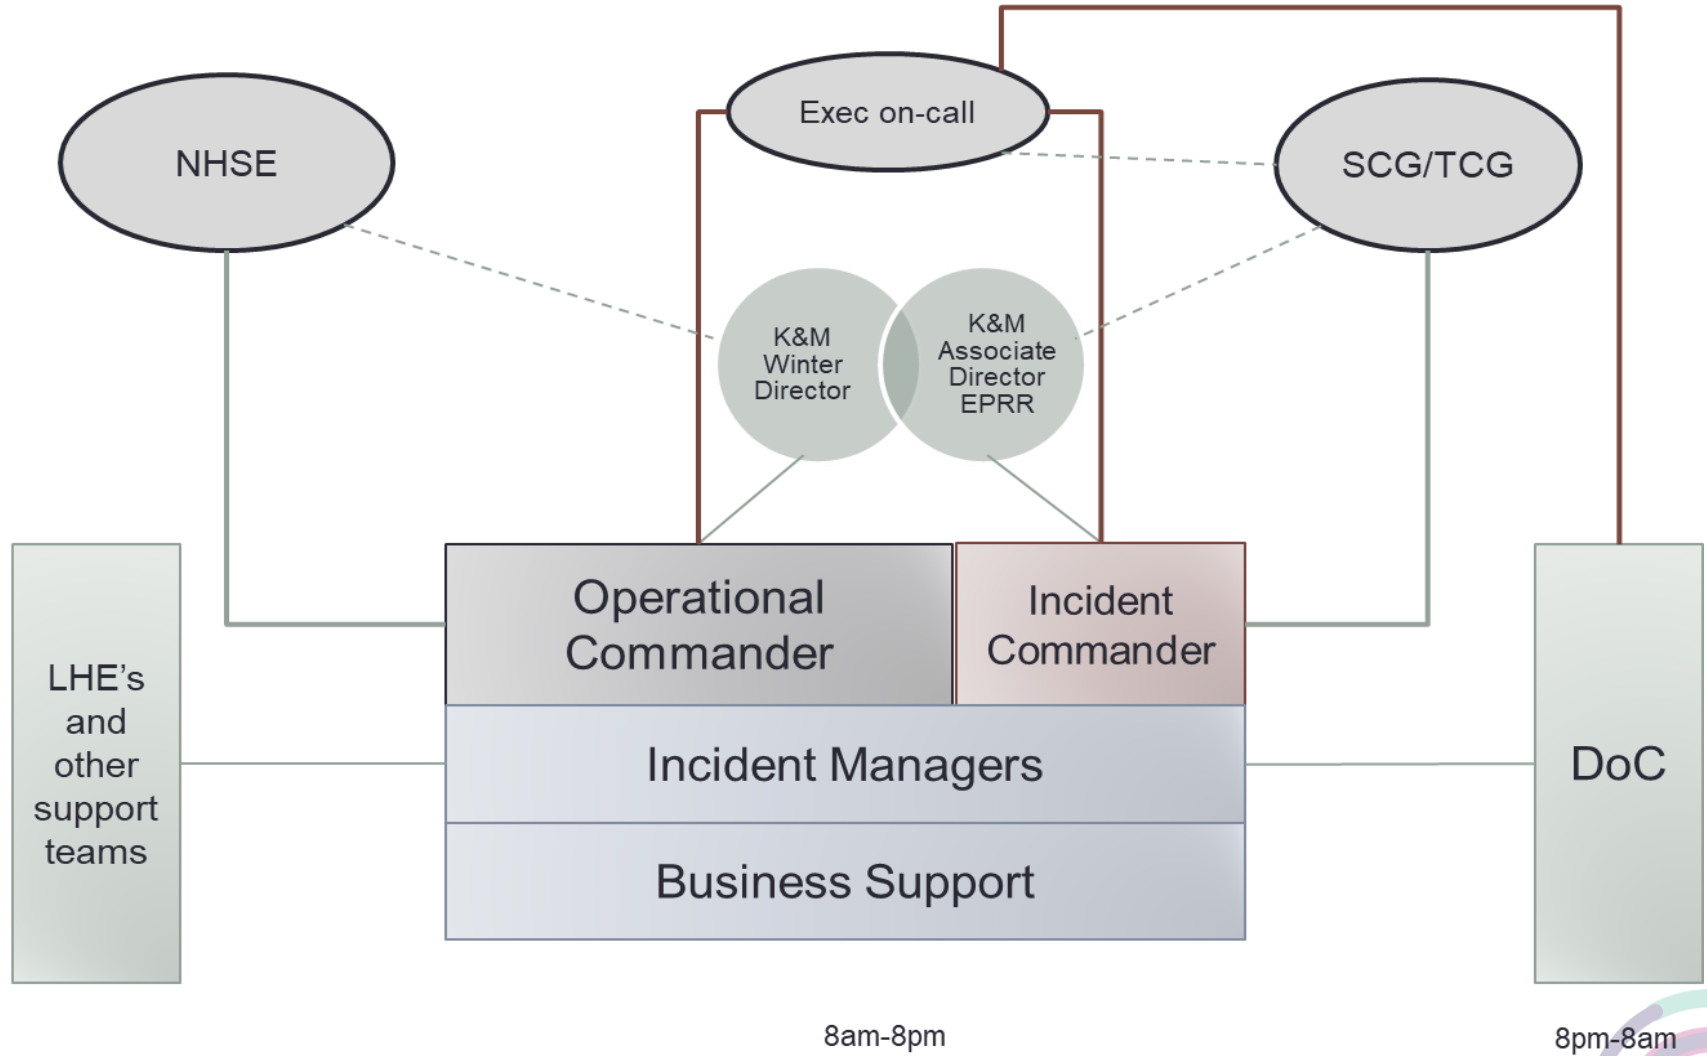 Exec on-call
NHSE
SCG/TCG
K&M
Winter
Director
K&M
Associate
Director
EPRR
Operational
Commander
Incident
Commander
LHE’s
and
other
support
teams
Incident Managers
DoC
Business Support
8am-8pm
8pm-8am